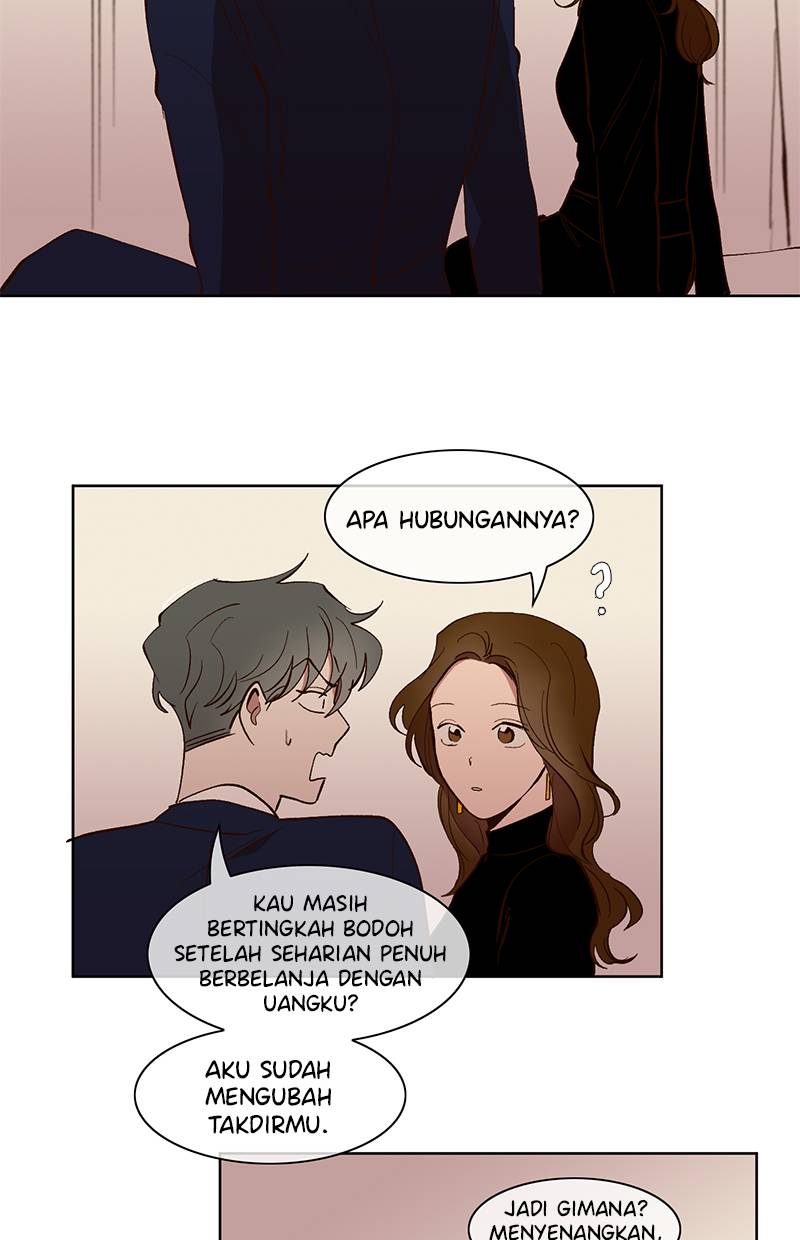 APA HUBUNGANNYA?
?
KAU MASIH
BERTINGKAH BODOH
SETELAH SEHARIAN PENUH
BERBELANJA DENGAN
UANGKU?
AKU SUDAH
MENGUBAH
TAKDIRMU.
JADI GIMANA?
MENYENANGKAN,